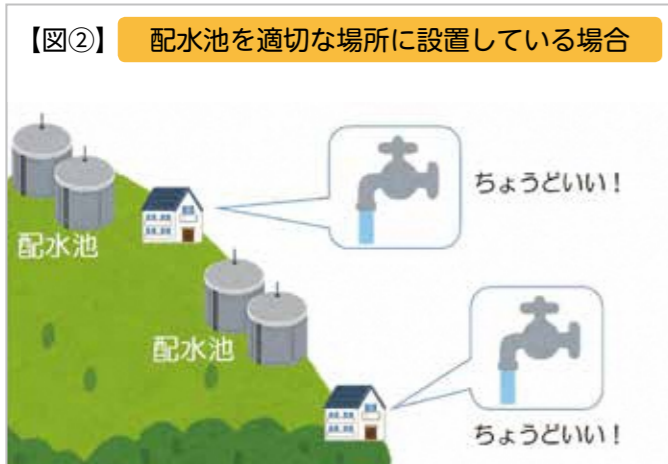 【図②】 配水池を適切な場所に設置している場合
ちょうどいい！
配水池
配水池
ちょうどいい！